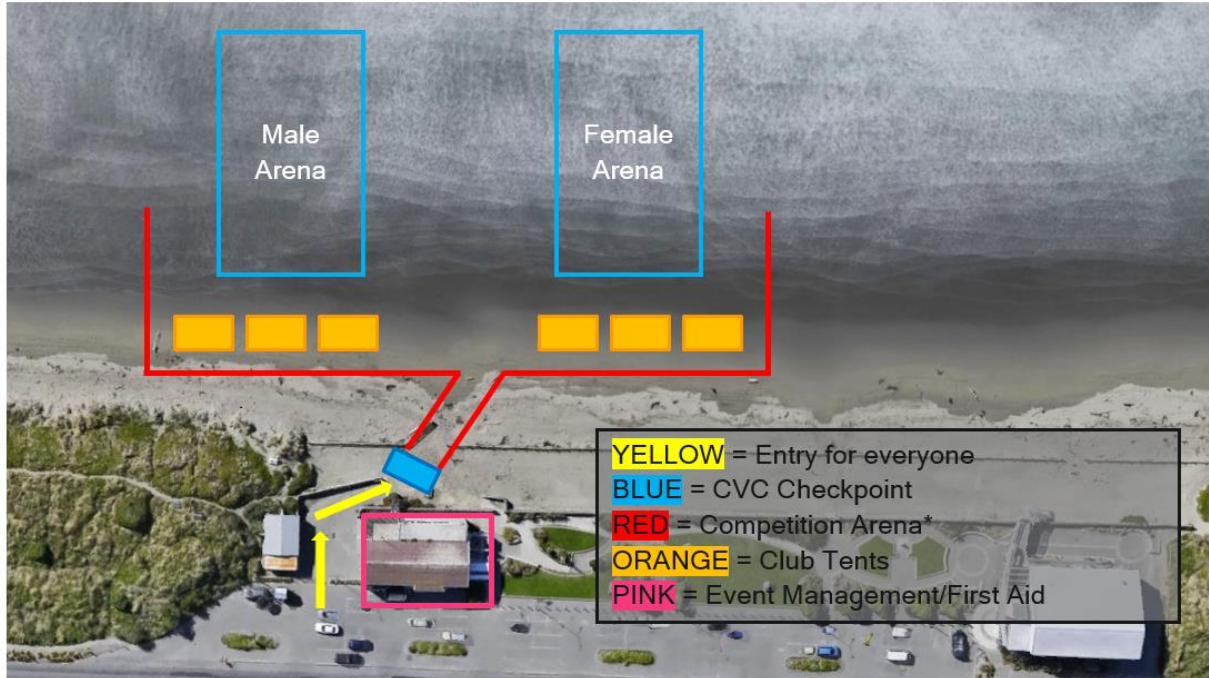 Male
Arena
Female
Arena
YELLOW = Entry for everyone
BLUE = CVC Checkpoint
RED = Competition Arena*
ORANGE = Club Tents
PINK = Event Management/First Aid